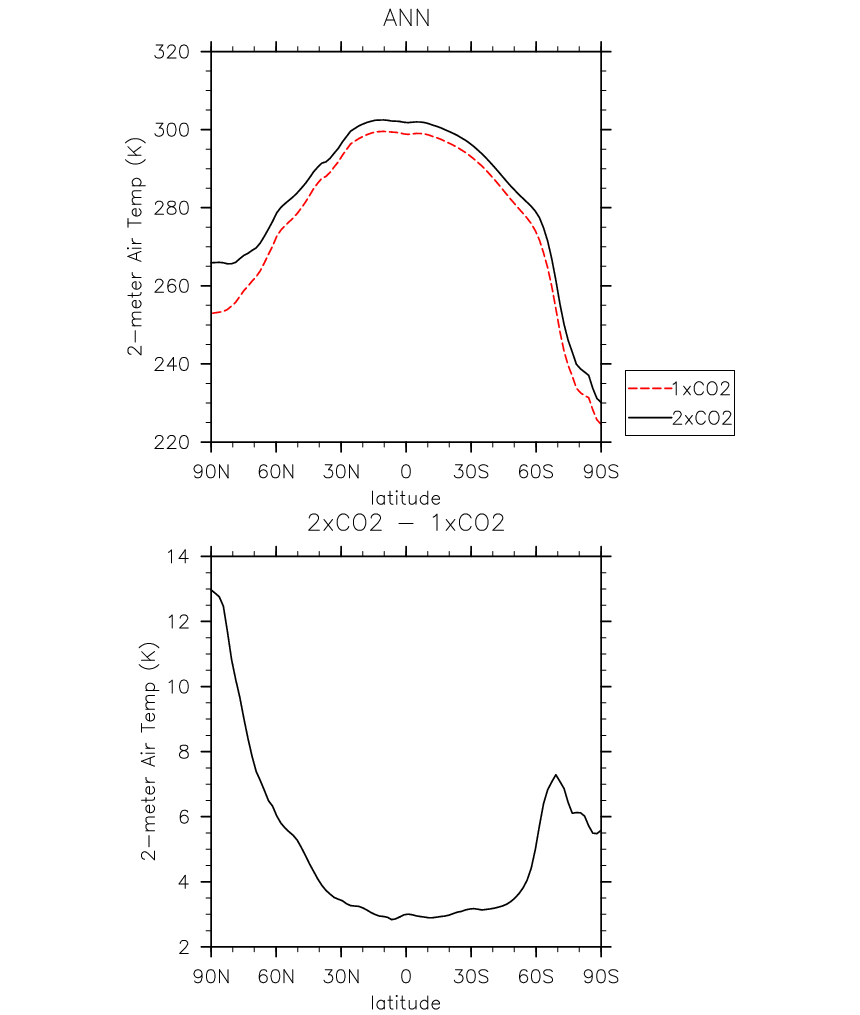 ANN
320
300
280
260
240
220
2-meter Air Temp (K)
90N 60N 30N 0 30S 60S 90S
latitude
1xCO2
2xCO2
2xCO2 - 1xCO2
14
12
10
8
6
4
2
2-meter Air Temp (K)
90N 60N 30N 0 30S 60S 90S
latitude